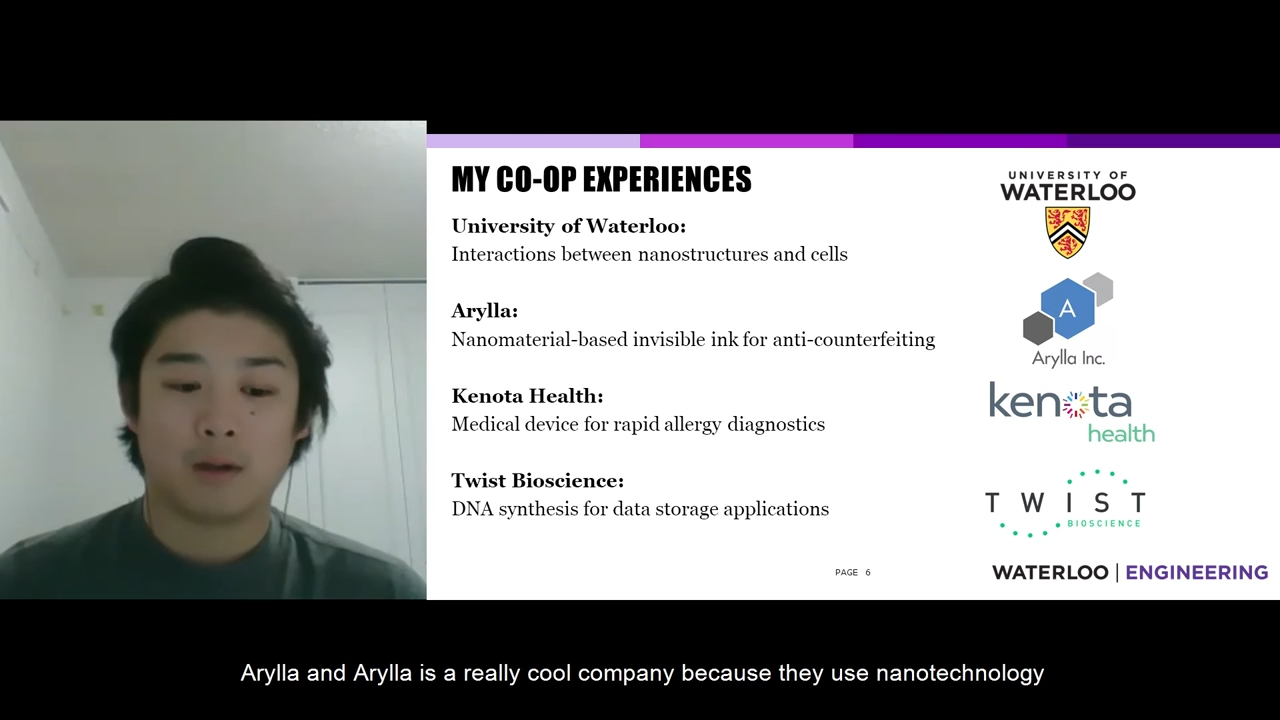 MY CO-OP EXPERIENCES
University of Waterloo:
Interactions between nanostructures and cells
Arylla:
Nanomaterial-based invisible ink for anti-counterfeiting
Kenota Health:
Medical device for rapid allergy diagnostics
Twist Bioscience:
DNA synthesis for data storage applications
PAGE 6
UNIVERSITY OF
WATERLOO
A
Arylla Inc.
kenota
health
TWIST
BIOSCIENCE
WATERLOO | ENGINEERING
Arylla and Arylla is a really cool company because they use nanotechnology